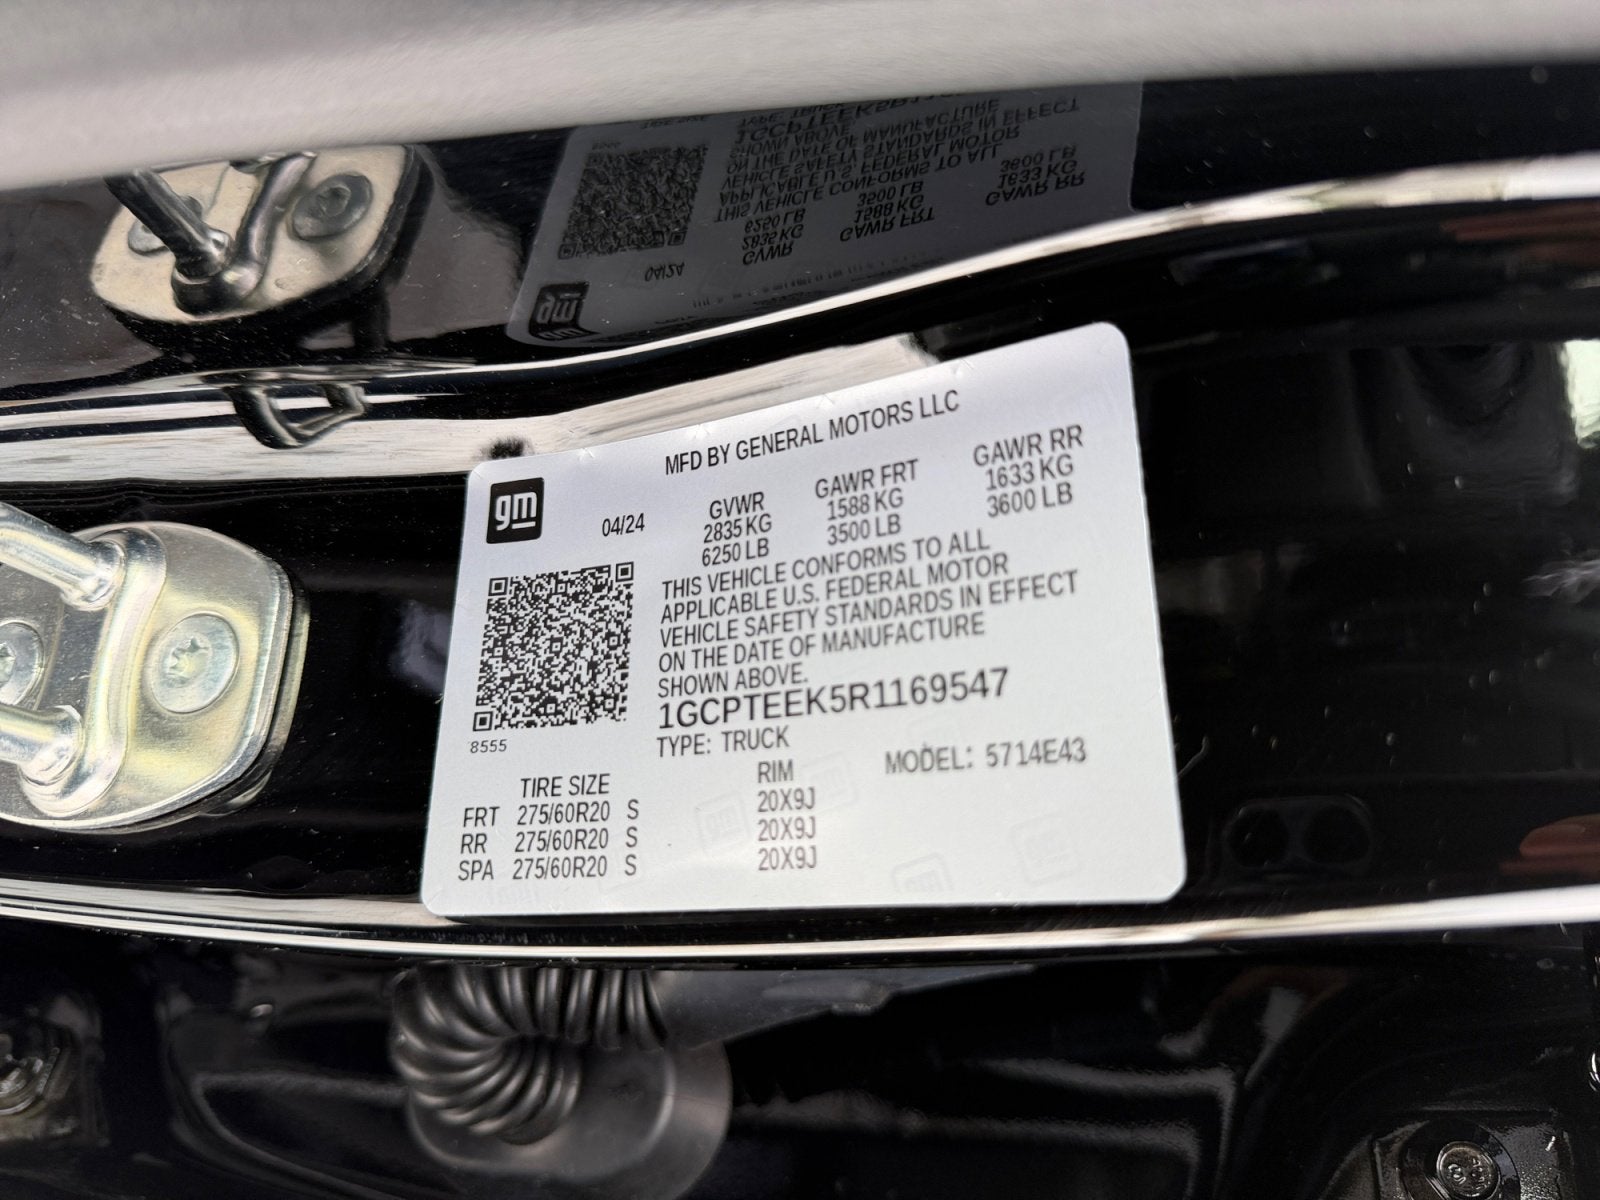 MFD BY GENERAL MOTORS LLC
gm
04/24
GVWR GAWR FRT GAWR RR
2835 KG 1588 KG 1633 KG
6250 LB 3500 LB 3600 LB
THIS VEHICLE CONFORMS TO ALL
APPLICABLE U.S. FEDERAL MOTOR
VEHICLE SAFETY STANDARDS IN EFFECT
ON THE DATE OF MANUFACTURE
SHOWN ABOVE.
1GCPTEEK5R1169547
8555
TYPE: TRUCK MODEL: 5714E43
TIRE SIZE RIM
FRT 275/60R20 S 20X9J
RR 275/60R20 S 20X9J
SPA 275/60R20 S 20X9J